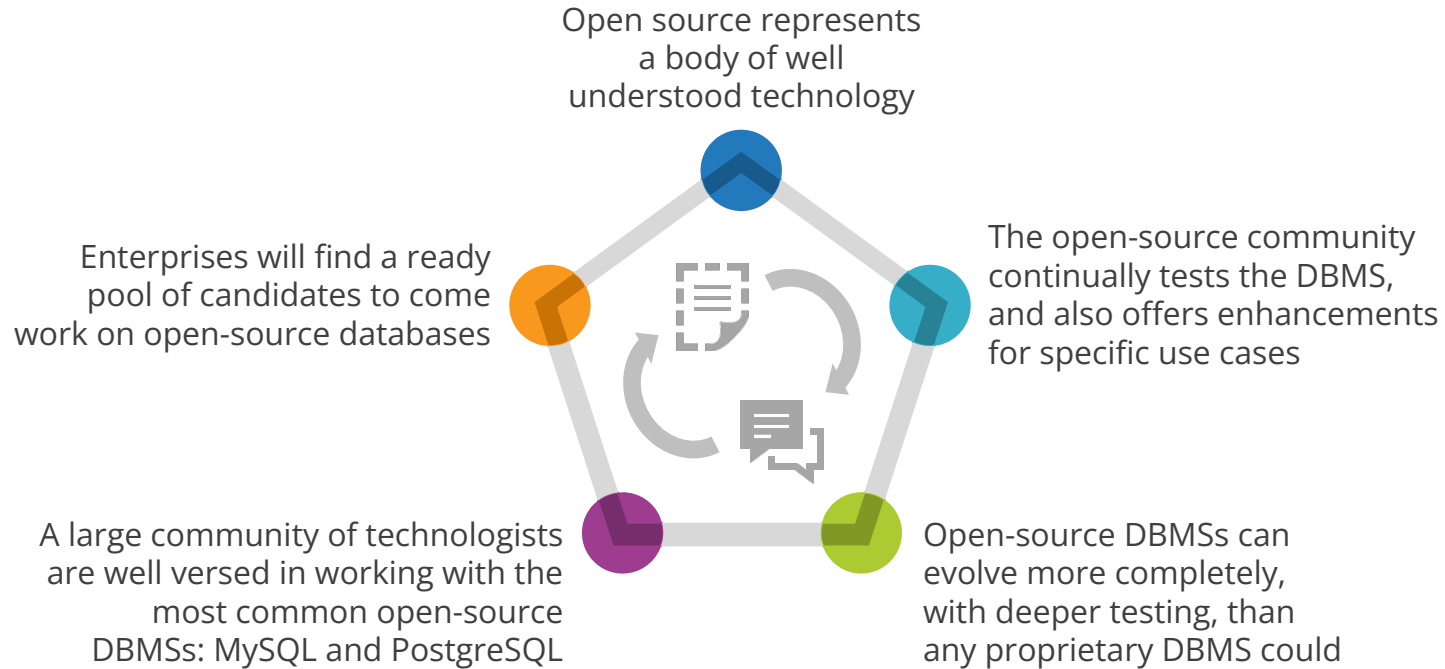 Open source represents
a body of well
understood technology
The open-source community
continually tests the DBMS,
and also offers enhancements
for specific use cases
Open-source DBMSs can
evolve more completely,
with deeper testing, than
any proprietary DBMS could
A large community of technologists
are well versed in working with the
most common open-source
DBMSs: MySQL and PostgreSQL
Enterprises will find a ready
pool of candidates to come
work on open-source databases